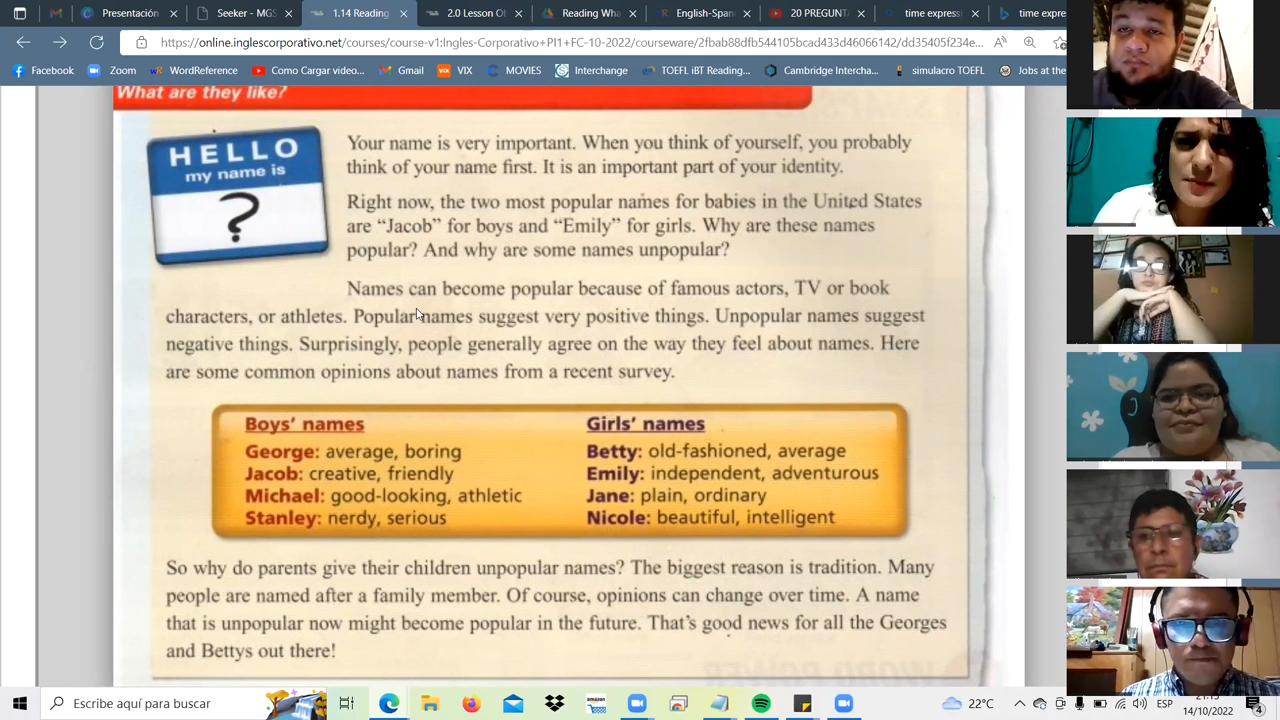 Presentación
Seeker - MGS
1.14 Reading
2.0 Lesson Ob
Reading Wha
English-Span
20 PREGUNTA
time expressi
time expre
https://online.inglescorporativo.net/courses/course-v1:Ingles-Corporativo+PI1+FC-10-2022/courseware/2fbab88dfb544105bcad433d46066142/dd35405f234e...
Facebook
Zoom
WordReference
Como Cargar video...
Gmail
VIX
MOVIES
Interchange
TOEFL iBT Reading...
Cambridge Intercha...
simulacro TOEFL
Jobs at the
What are they like?
HELLO
my name is
?
Your name is very important. When you think of yourself, you probably
think of your name first. It is an important part of your identity.
Right now, the two most popular names for babies in the United States
are “Jacob” for boys and “Emily” for girls. Why are these names
popular? And why are some names unpopular?
Names can become popular because of famous actors, TV or book
characters, or athletes. Popular names suggest very positive things. Unpopular names suggest
negative things. Surprisingly, people generally agree on the way they feel about names. Here
are some common opinions about names from a recent survey.
Boys’ names
George: average, boring
Jacob: creative, friendly
Michael: good-looking, athletic
Stanley: nerdy, serious
Girls’ names
Betty: old-fashioned, average
Emily: independent, adventurous
Jane: plain, ordinary
Nicole: beautiful, intelligent
So why do parents give their children unpopular names? The biggest reason is tradition. Many
people are named after a family member. Of course, opinions can change over time. A name
that is unpopular now might become popular in the future. That’s good news for all the Georges
and Bettys out there!
Escribe aquí para buscar
22°C
ESP
14/10/2022
4